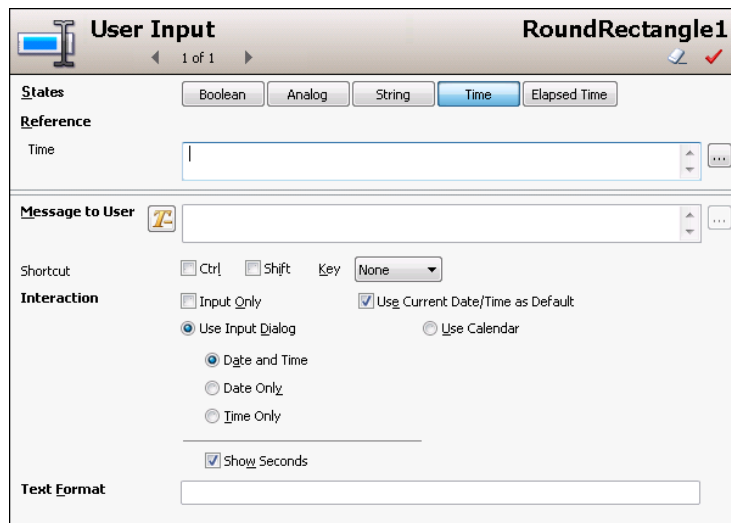 User Input RoundRectangle1
1 of 1
States Boolean Analog String Time Elapsed Time
Reference
Time ...
Message to User T ...
Shortcut Ctrl Shift Key None
Interaction Input Only Use Current Date/Time as Default
Use Input Dialog Use Calendar
Date and Time
Date Only
Time Only
Show Seconds
Text Format